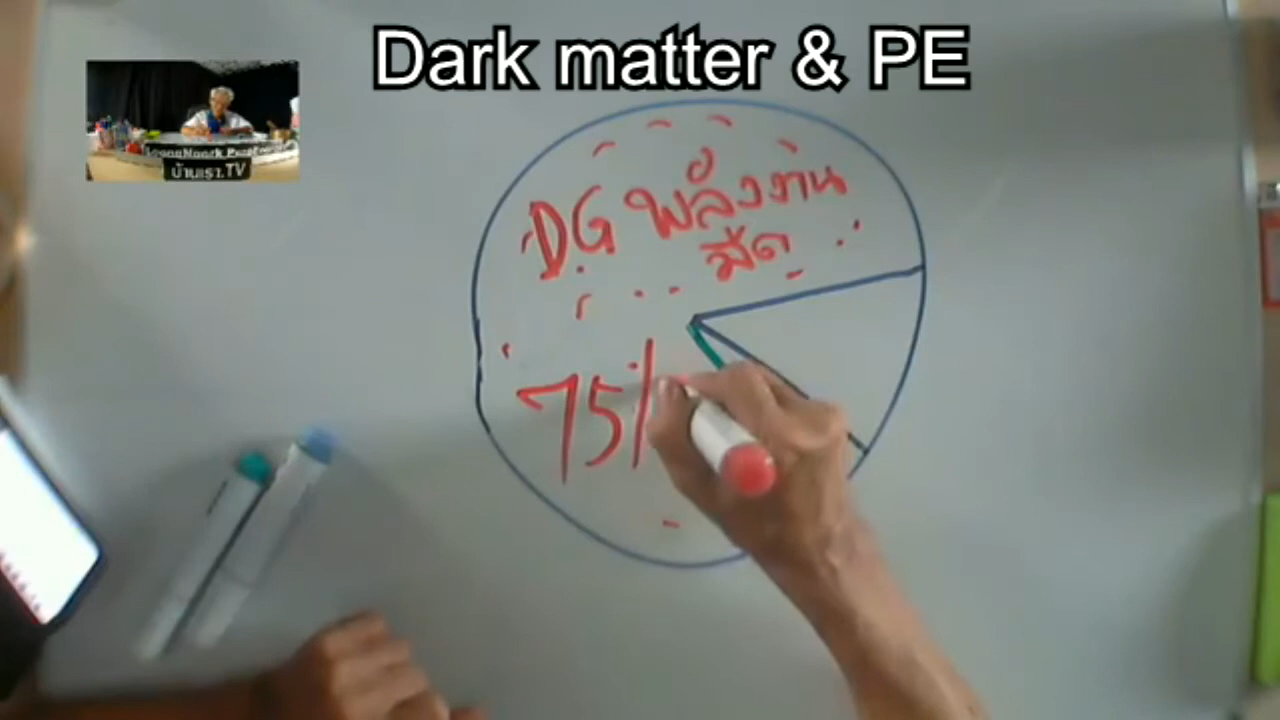 Dark matter & PE
บ้านเรา.TV
DG พลังงาน
มืด
75%